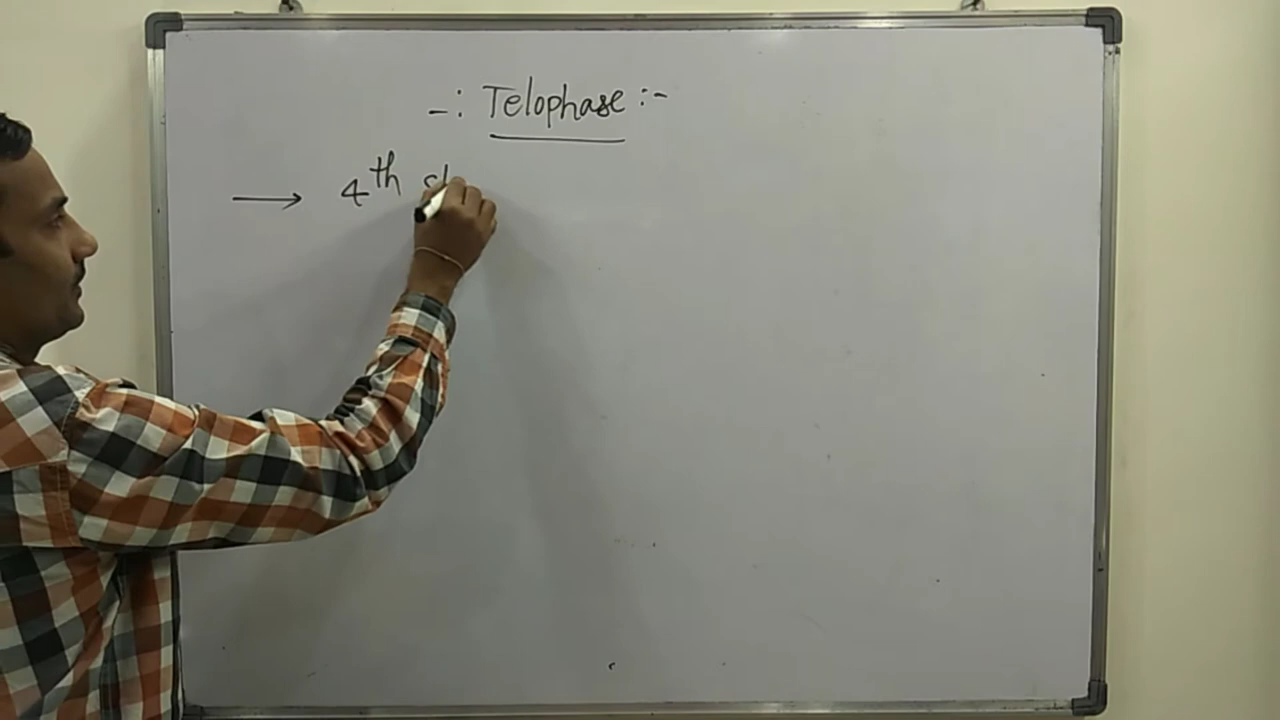 -: Telophase :-
→ 4th